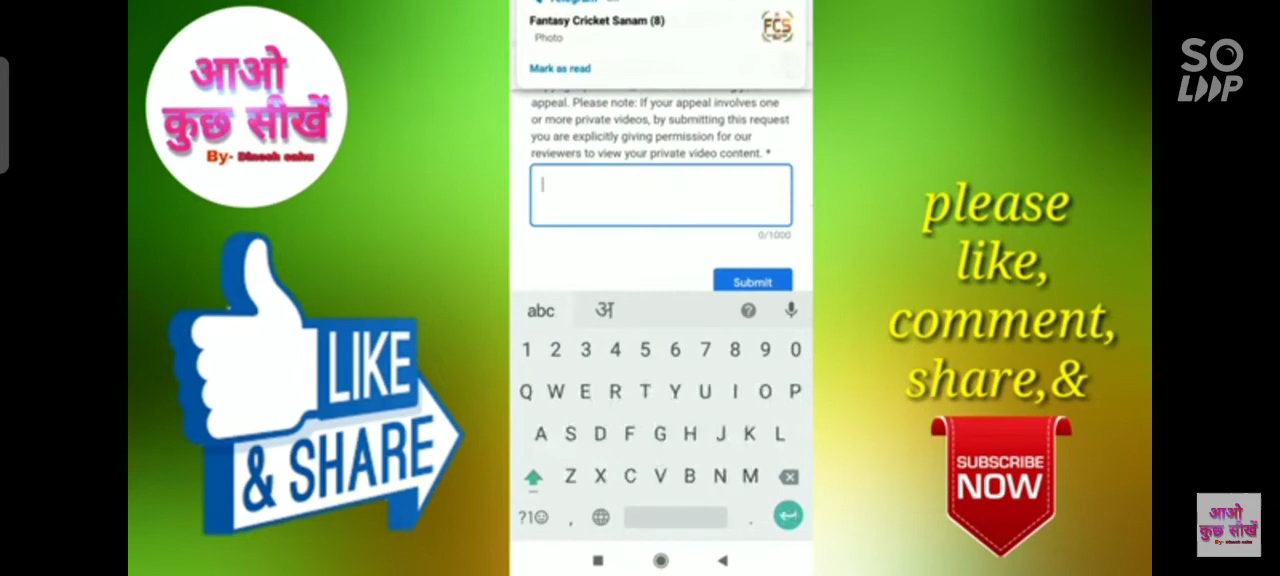 आओ
कुछ सीखें
By- Dinesh sahu
LIKE
& SHARE
Fantasy Cricket Sanam (8)
Photo
FCS
Mark as read
appeal. Please note: If your appeal involves one
or more private videos, by submitting this request
you are explicitly giving permission for our
reviewers to view your private video content. *
0/1000
Submit
abc अ
1 2 3 4 5 6 7 8 9 0
Q W E R T Y U I O P
A S D F G H J K L
Z X C V B N M
?1☺ , .
SO
LOOP
please
like,
comment,
share,&
SUBSCRIBE
NOW
आओ
कुछ सीखें
By- Dinesh sahu